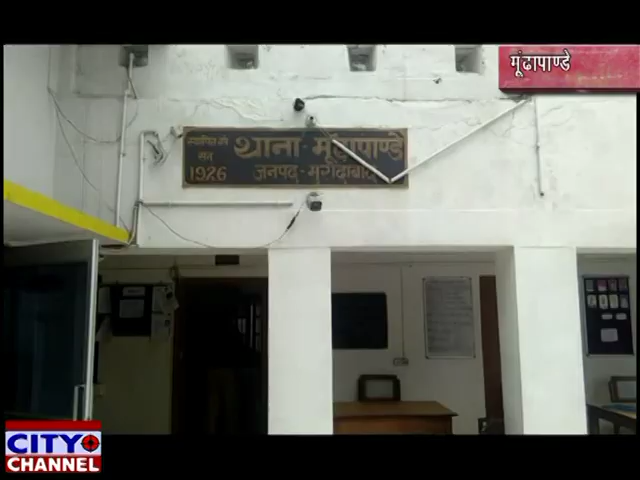 मूंढापाण्डे
स्थापित की
सन्
1926
थाना - मूंढापाण्डे
जनपद - मुरादाबाद
CITY
CHANNEL